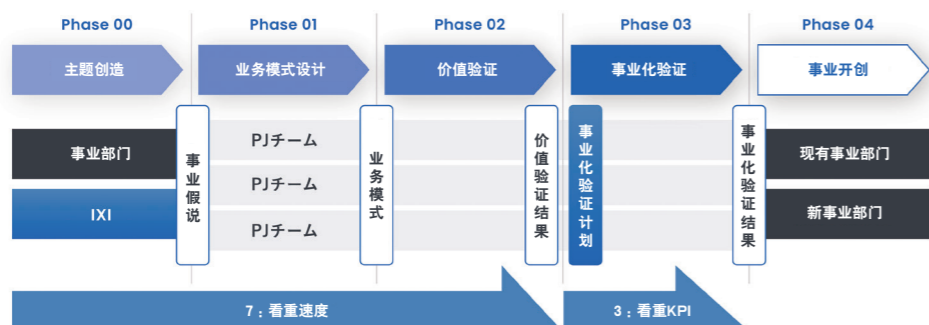 Phase 00
Phase 01
Phase 02
Phase 03
Phase 04
主题创造
业务模式设计
价值验证
事业化验证
事业开创
事业部门
IXI
事业假说
PJチーム
PJチーム
PJチーム
业务模式
价值验证结果
事业化验证计划
事业化验证结果
现有事业部门
新事业部门
7：看重速度
3：看重KPI